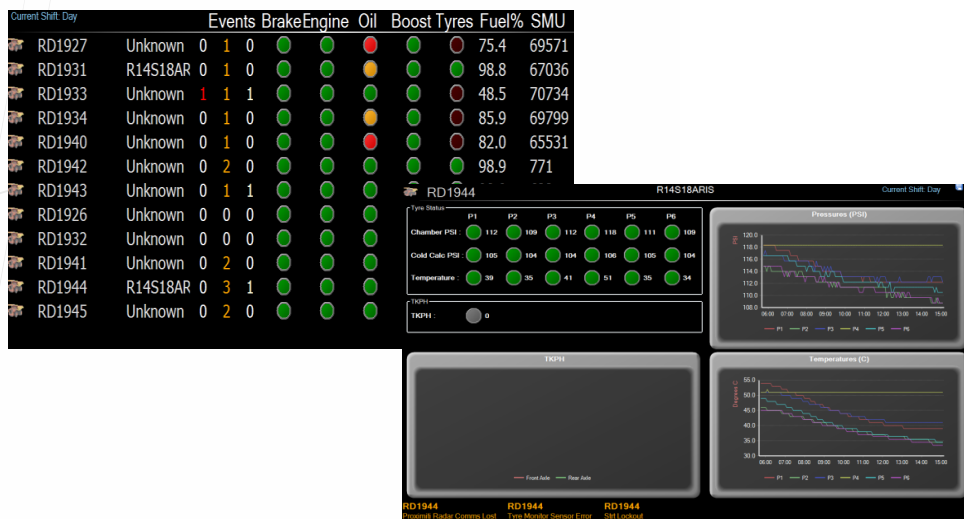 Current Shift: Day
Events Brake Engine Oil Boost Tyres Fuel% SMU
RD1927 Unknown 0 1 0 75.4 69571
RD1931 R14S18AR 0 1 0 98.8 67036
RD1933 Unknown 1 1 1 48.5 70734
RD1934 Unknown 0 1 0 85.9 69799
RD1940 Unknown 0 1 0 82.0 65531
RD1942 Unknown 0 2 0 98.9 771
RD1943 Unknown 0 1 1
RD1926 Unknown 0 0 0
RD1932 Unknown 0 0 0
RD1941 Unknown 0 2 0
RD1944 R14S18AR 0 3 1
RD1945 Unknown 0 2 0
RD1944 R14S18ARIS Current Shift: Day
Tyre Status
P1 P2 P3 P4 P5 P6
Chamber PSI : 112 109 112 118 111 109
Cold Calc PSI : 105 104 104 106 105 104
Temperature : 39 35 41 51 35 34
TKPH
TKPH : 0
Pressures (PSI)
PSI
120.0
118.0
116.0
114.0
112.0
110.0
108.0
06:00 07:00 08:00 09:00 10:00 11:00 12:00 13:00 14:00 15:00
P1 P2 P3 P4 P5 P6
TKPH
Front Axle Rear Axle
Temperatures (C)
Degrees C
55.0
50.0
45.0
40.0
35.0
30.0
06:00 07:00 08:00 09:00 10:00 11:00 12:00 13:00 14:00 15:00
P1 P2 P3 P4 P5 P6
RD1944 RD1944 RD1944
Proximiti Radar Comms Lost Tyre Monitor Sensor Error Strt Lockout